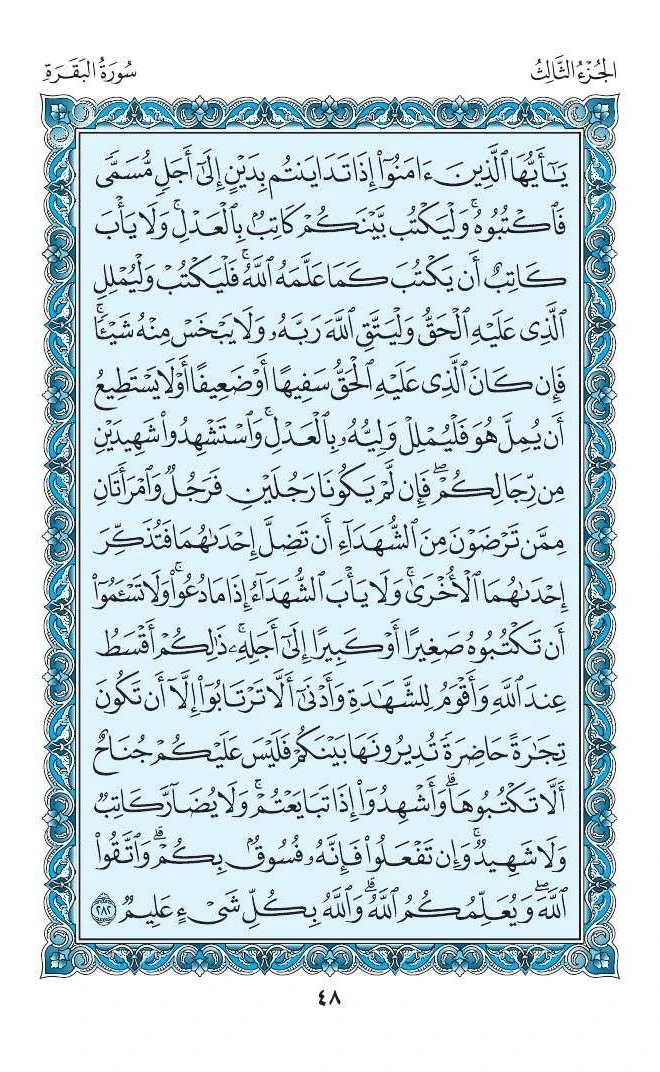 الجُزْءُ الثَّالِثُ
سُورَةُ البَقَرَةِ
يَٰٓأَيُّهَا ٱلَّذِينَ ءَامَنُوٓا۟ إِذَا تَدَايَنتُم بِدَيْنٍ إِلَىٰٓ أَجَلٍ مُّسَمًّى
فَٱكْتُبُوهُ ۚ وَلْيَكْتُب بَّيْنَكُمْ كَاتِبٌۢ بِٱلْعَدْلِ ۚ وَلَا يَأْبَ
كَاتِبٌ أَن يَكْتُبَ كَمَا عَلَّمَهُ ٱللَّهُ ۚ فَلْيَكْتُبْ وَلْيُمْلِلِ
ٱلَّذِى عَلَيْهِ ٱلْحَقُّ وَلْيَتَّقِ ٱللَّهَ رَبَّهُۥ وَلَا يَبْخَسْ مِنْهُ شَيْـًٔا ۚ
فَإِن كَانَ ٱلَّذِى عَلَيْهِ ٱلْحَقُّ سَفِيهًا أَوْ ضَعِيفًا أَوْ لَا يَسْتَطِيعُ
أَن يُمِلَّ هُوَ فَلْيُمْلِلْ وَلِيُّهُۥ بِٱلْعَدْلِ ۚ وَٱسْتَشْهِدُوا۟ شَهِيدَيْنِ
مِن رِّجَالِكُمْ ۖ فَإِن لَّمْ يَكُونَا رَجُلَيْنِ فَرَجُلٌ وَٱمْرَأَتَانِ
مِمَّن تَرْضَوْنَ مِنَ ٱلشُّهَدَآءِ أَن تَضِلَّ إِحْدَىٰهُمَا فَتُذَكِّرَ
إِحْدَىٰهُمَا ٱلْأُخْرَىٰ ۚ وَلَا يَأْبَ ٱلشُّهَدَآءُ إِذَا مَا دُعُوا۟ ۚ وَلَا تَسْـَٔمُوٓا۟
أَن تَكْتُبُوهُ صَغِيرًا أَوْ كَبِيرًا إِلَىٰٓ أَجَلِهِۦ ۚ ذَٰلِكُمْ أَقْسَطُ
عِندَ ٱللَّهِ وَأَقْوَمُ لِلشَّهَٰدَةِ وَأَدْنَىٰٓ أَلَّا تَرْتَابُوٓا۟ ۖ إِلَّآ أَن تَكُونَ
تِجَٰرَةً حَاضِرَةً تُدِيرُونَهَا بَيْنَكُمْ فَلَيْسَ عَلَيْكُمْ جُنَاحٌ
أَلَّا تَكْتُبُوهَا ۗ وَأَشْهِدُوٓا۟ إِذَا تَبَايَعْتُمْ ۚ وَلَا يُضَآرَّ كَاتِبٌ
وَلَا شَهِيدٌ ۚ وَإِن تَفْعَلُوا۟ فَإِنَّهُۥ فُسُوقٌۢ بِكُمْ ۗ وَٱتَّقُوا۟
ٱللَّهَ ۖ وَيُعَلِّمُكُمُ ٱللَّهُ ۗ وَٱللَّهُ بِكُلِّ شَىْءٍ عَلِيمٌ ٢٨٢
٤٨